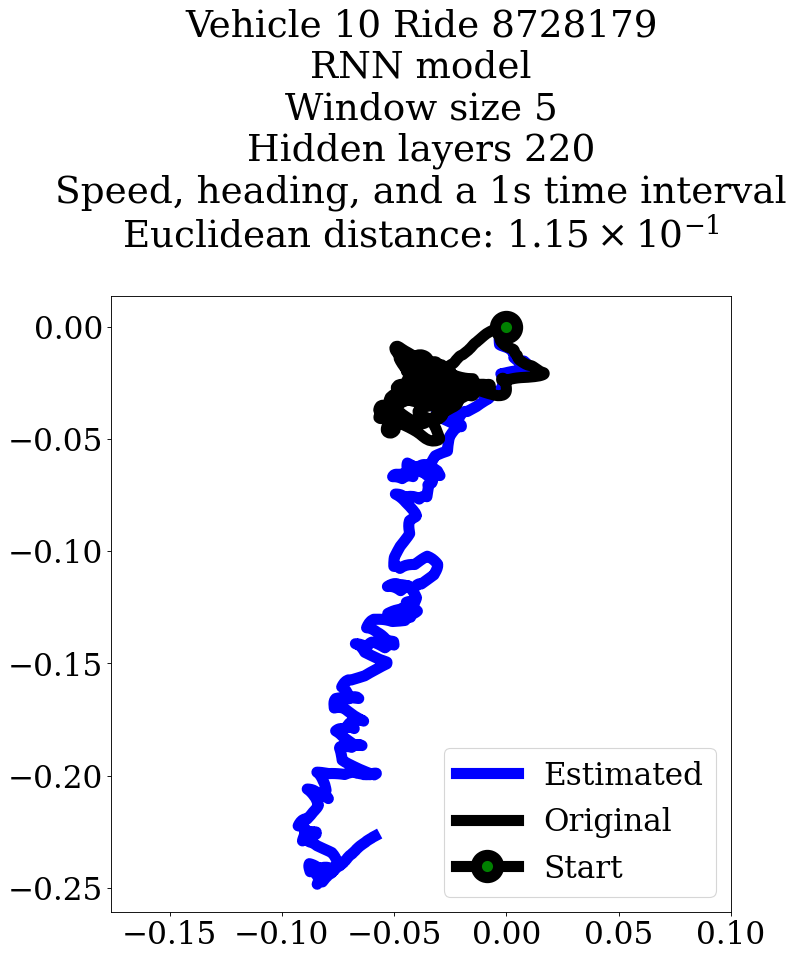 Vehicle 10 Ride 8728179
RNN model
Window size 5
Hidden layers 220
Speed, heading, and a 1s time interval
Euclidean distance: 1.15 × 10⁻¹
0.00
−0.05
−0.10
−0.15
−0.20
−0.25
Estimated
Original
Start
−0.15 −0.10 −0.05 0.00 0.05 0.10